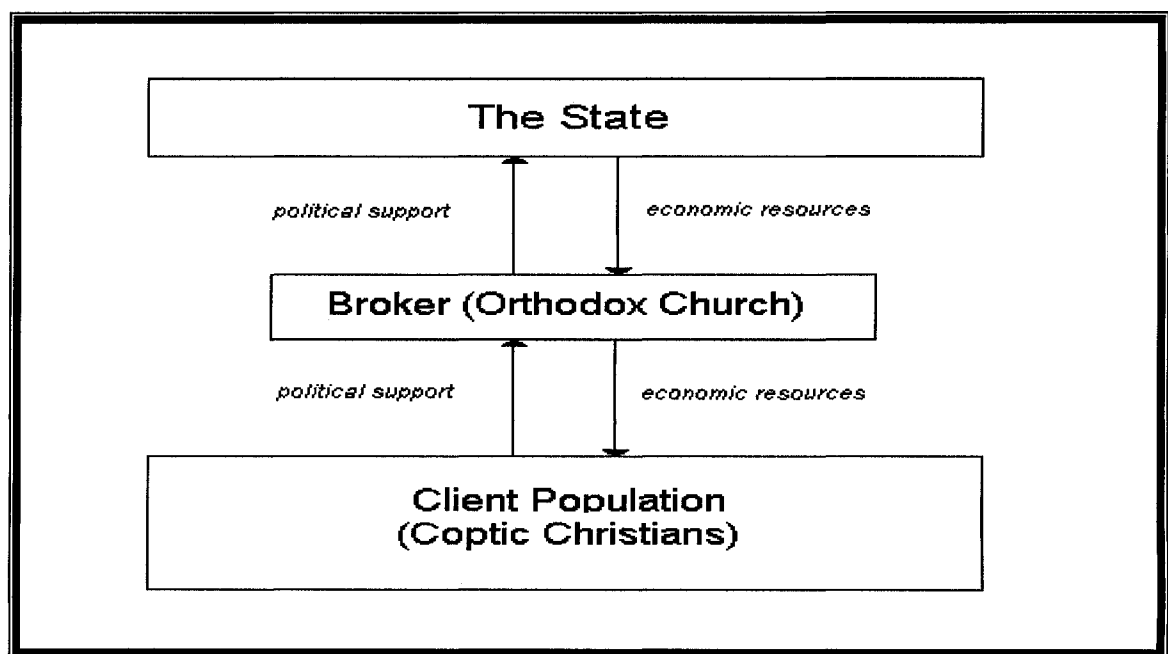 The State
political support
economic resources
Broker (Orthodox Church)
political support
economic resources
Client Population
(Coptic Christians)